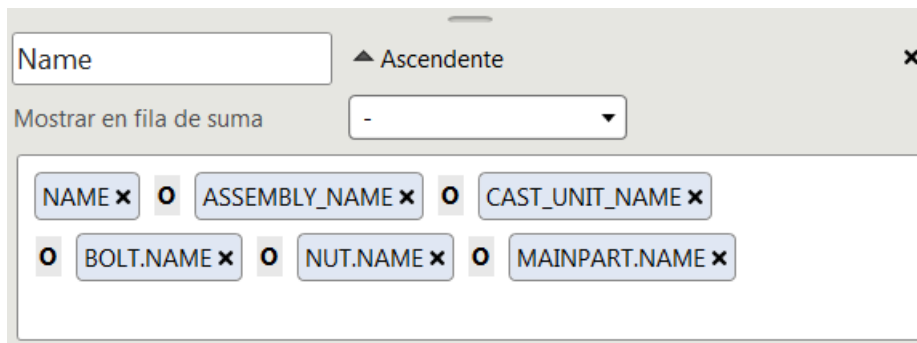 Name Ascendente
Mostrar en fila de suma -
NAME O ASSEMBLY_NAME O CAST_UNIT_NAME
O BOLT.NAME O NUT.NAME O MAINPART.NAME